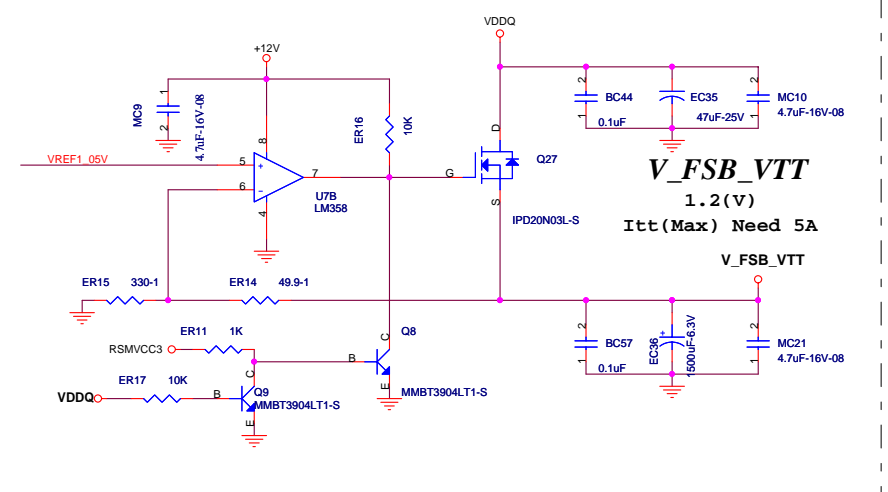 VDDQ
+12V
1
MC9
2
4.7uF-16V-08
ER16
10K
8
VREF1_05V
5
+
7
6
-
4
U7B
LM358
G
D
S
Q27
IPD20N03L-S
2
BC44
1
0.1uF
EC35
47uF-25V
2
MC10
1
4.7uF-16V-08
V_FSB_VTT
1.2(V)
Itt(Max) Need 5A
V_FSB_VTT
ER15
330-1
ER14
49.9-1
2
BC57
1
0.1uF
+
EC36
1500uF-6.3V
2
MC21
1
4.7uF-16V-08
ER11
1K
RSMVCC3
Q8
C
B
E
MMBT3904LT1-S
ER17
10K
VDDQ
B
C
Q9
MMBT3904LT1-S
E